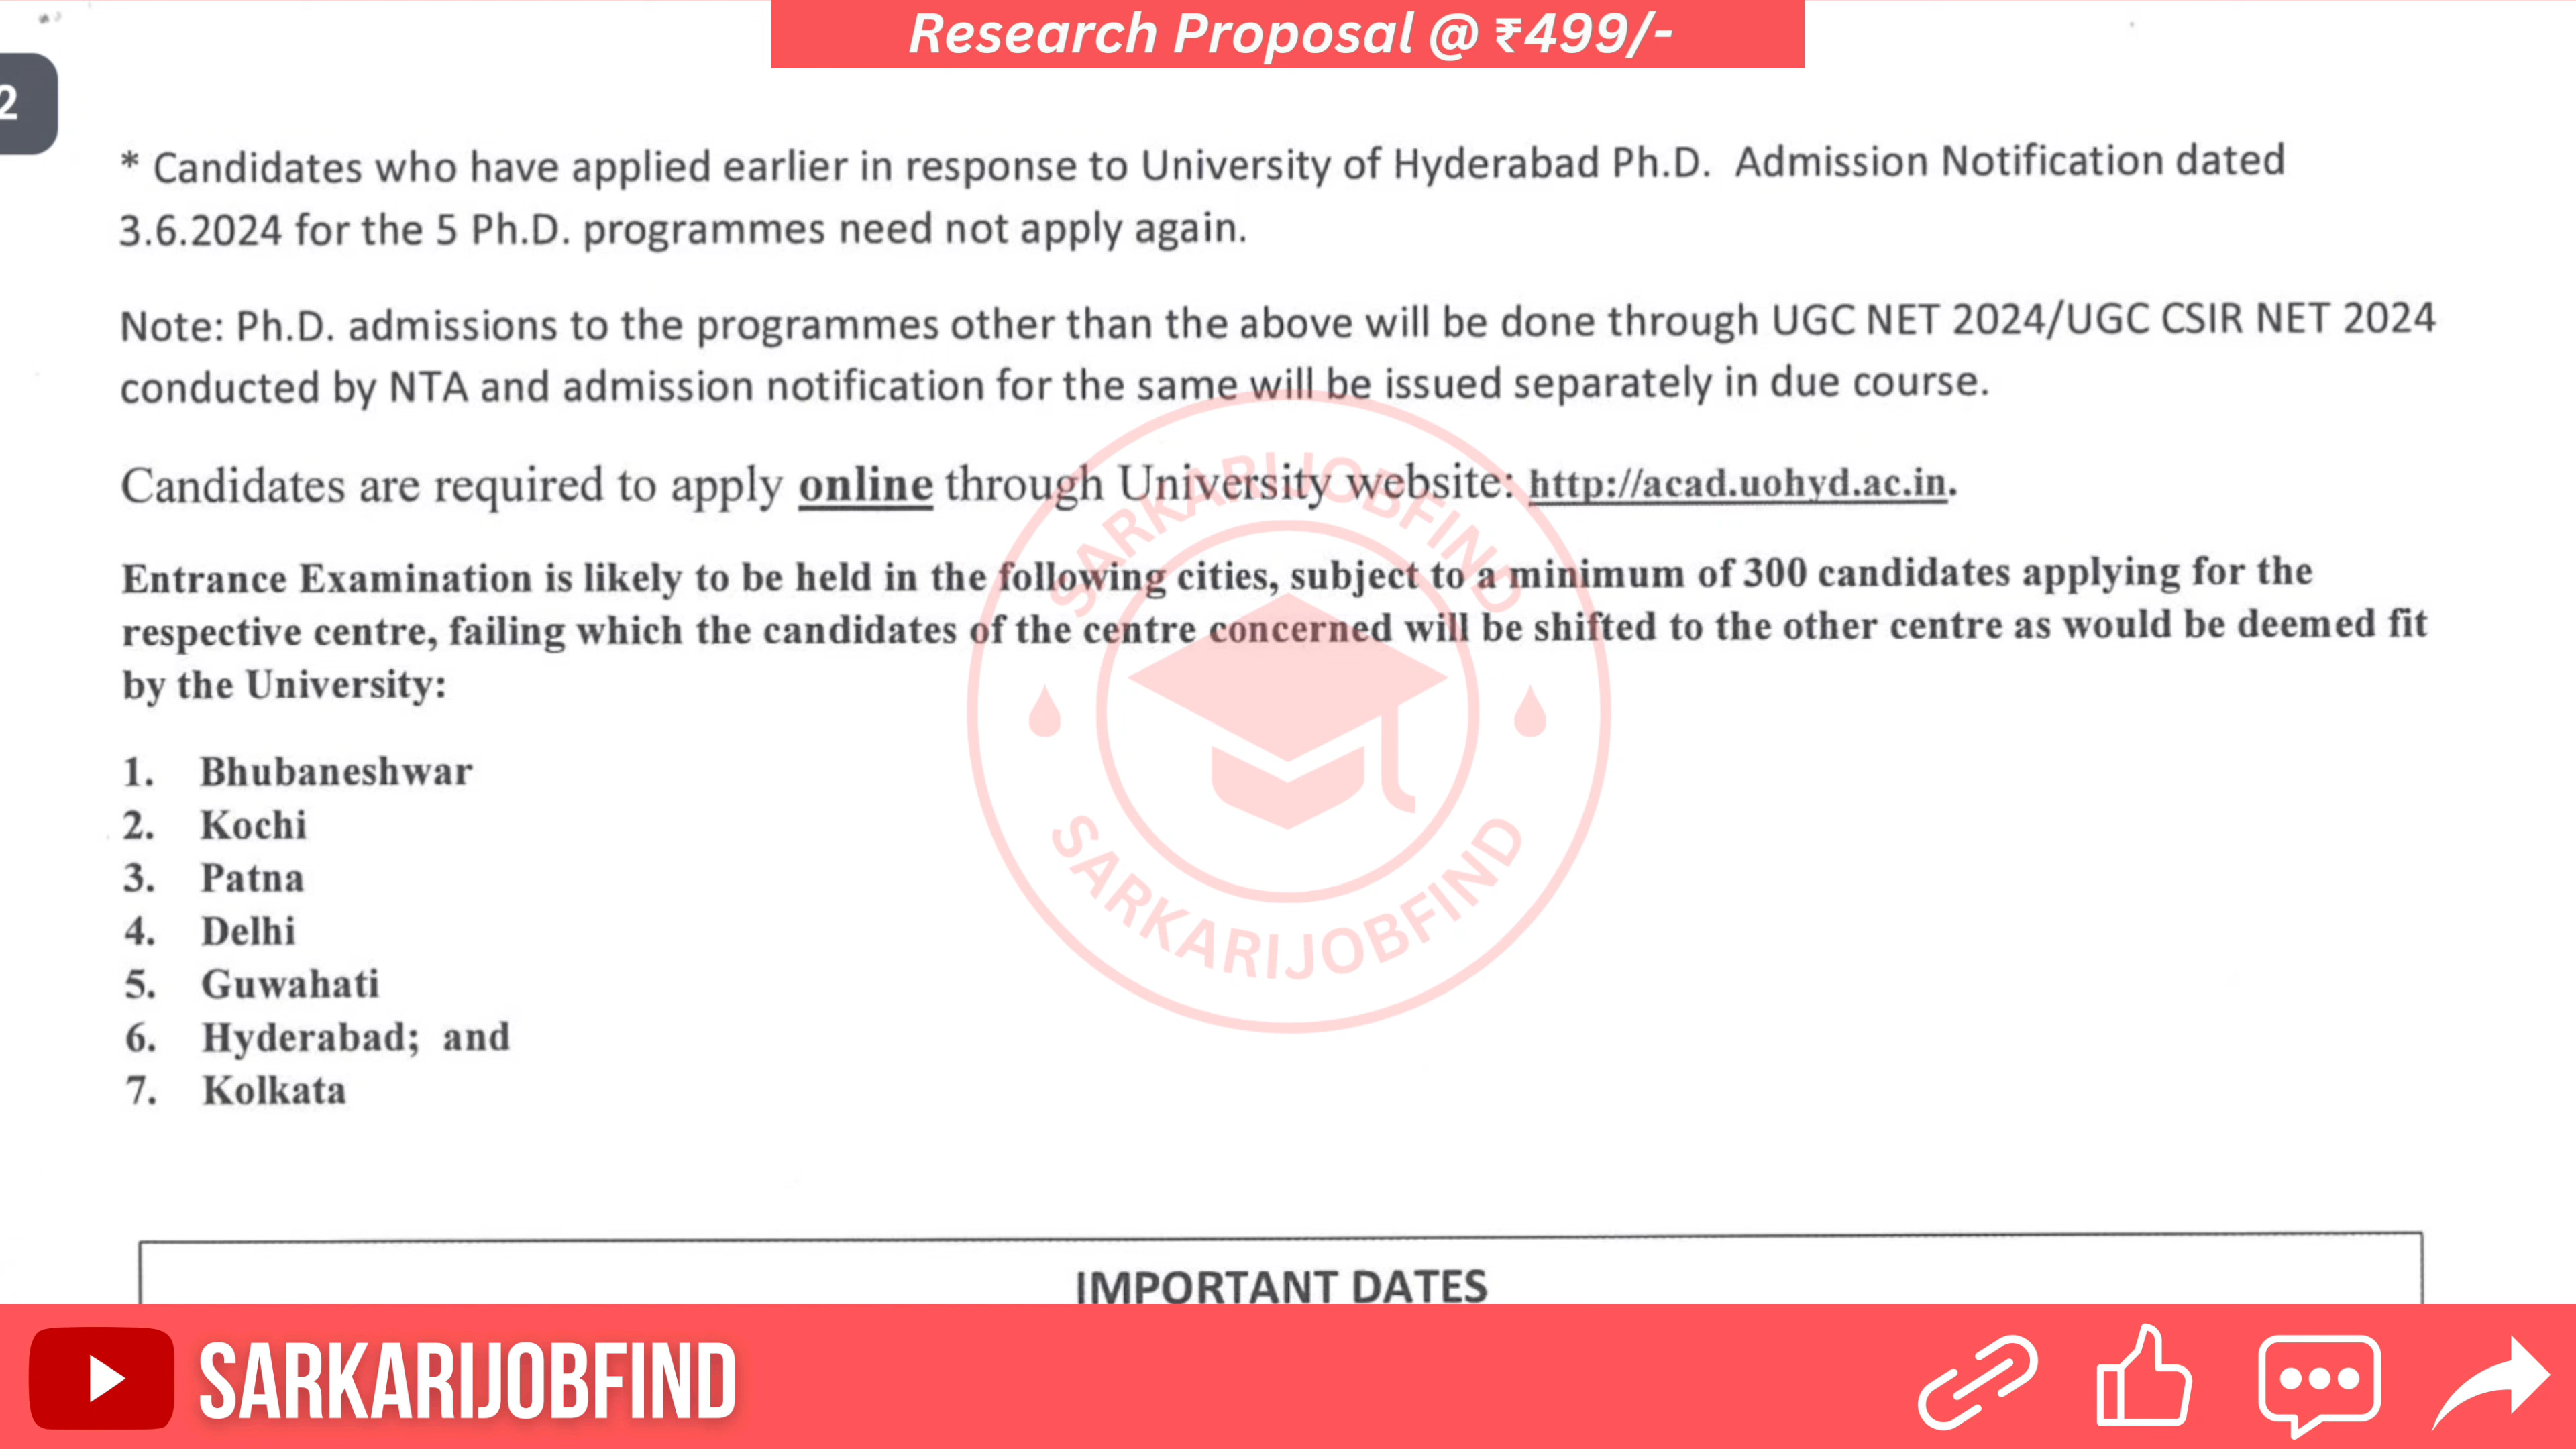 Research Proposal @ ₹499/-
2
* Candidates who have applied earlier in response to University of Hyderabad Ph.D. Admission Notification dated
3.6.2024 for the 5 Ph.D. programmes need not apply again.
Note: Ph.D. admissions to the programmes other than the above will be done through UGC NET 2024/UGC CSIR NET 2024
conducted by NTA and admission notification for the same will be issued separately in due course.
Candidates are required to apply online through University website: http://acad.uohyd.ac.in.
Entrance Examination is likely to be held in the following cities, subject to a minimum of 300 candidates applying for the
respective centre, failing which the candidates of the centre concerned will be shifted to the other centre as would be deemed fit
by the University:
1. Bhubaneshwar
2. Kochi
3. Patna
4. Delhi
5. Guwahati
6. Hyderabad; and
7. Kolkata
SARKARIJOBFIND
SARKARIJOBFIND
IMPORTANT DATES
SARKARIJOBFIND